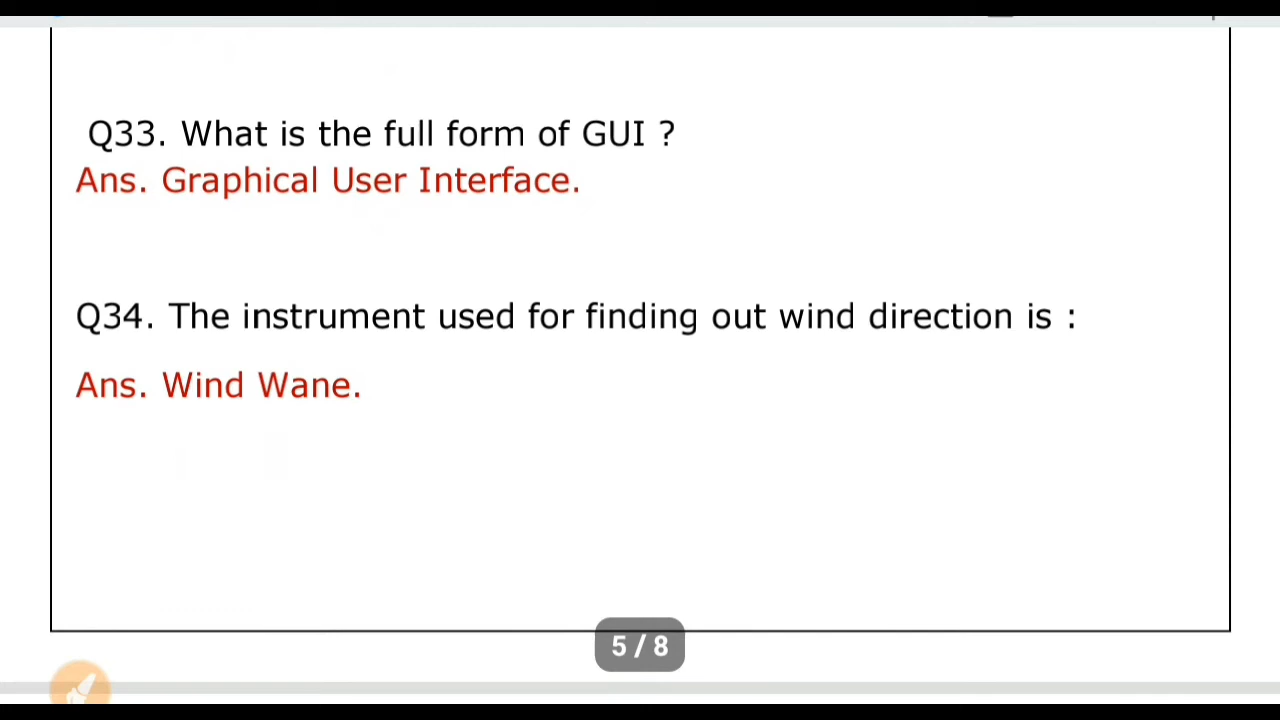 Q33. What is the full form of GUI ?
Ans. Graphical User Interface.
Q34. The instrument used for finding out wind direction is :
Ans. Wind Wane.
5 / 8